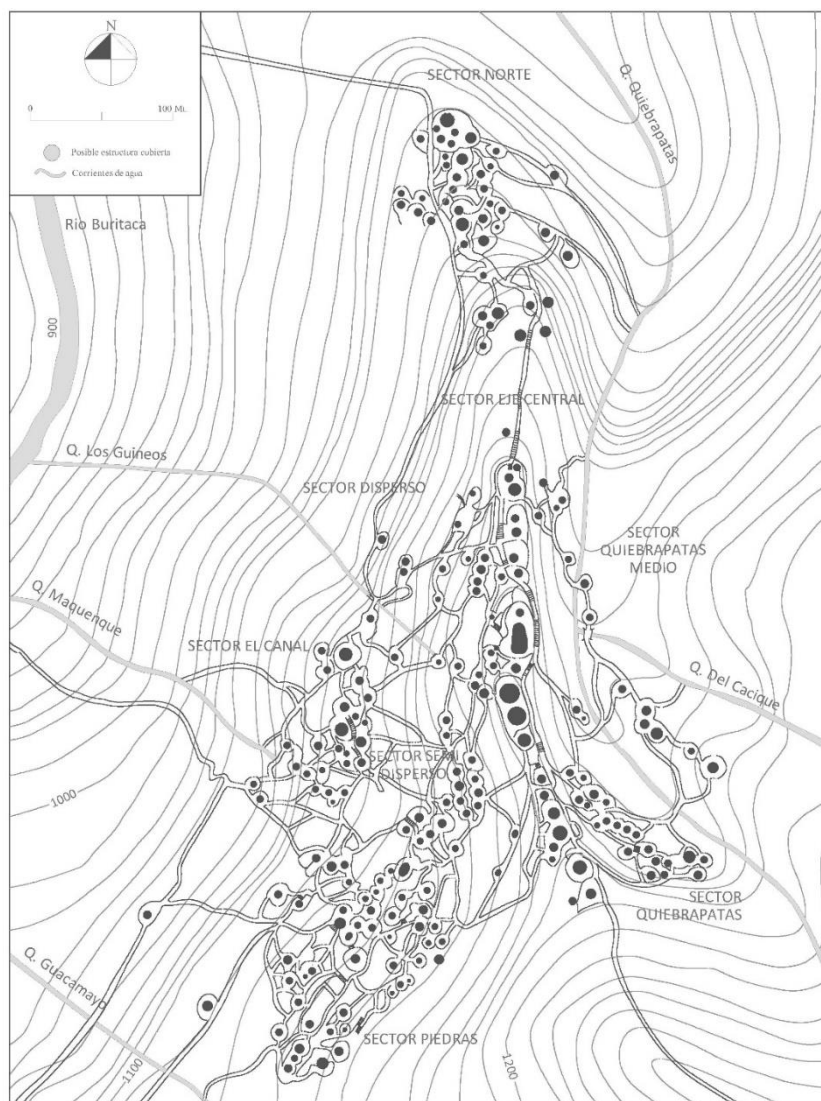 N
0
100 Mt.
Posible estructura cubierta
Corrientes de agua
SECTOR NORTE
Q. Quiebrapatas
Río Buritaca
900
SECTOR EJE CENTRAL
Q. Los Guineos
SECTOR DISPERSO
SECTOR
QUIEBRAPATAS
MEDIO
Q. Maquenque
SECTOR EL CANAL
Q. Del Cacique
SECTOR SEMI
DISPERSO
1000
SECTOR
QUIEBRAPATAS
Q. Guacamayo
SECTOR PIEDRAS
1100
1200